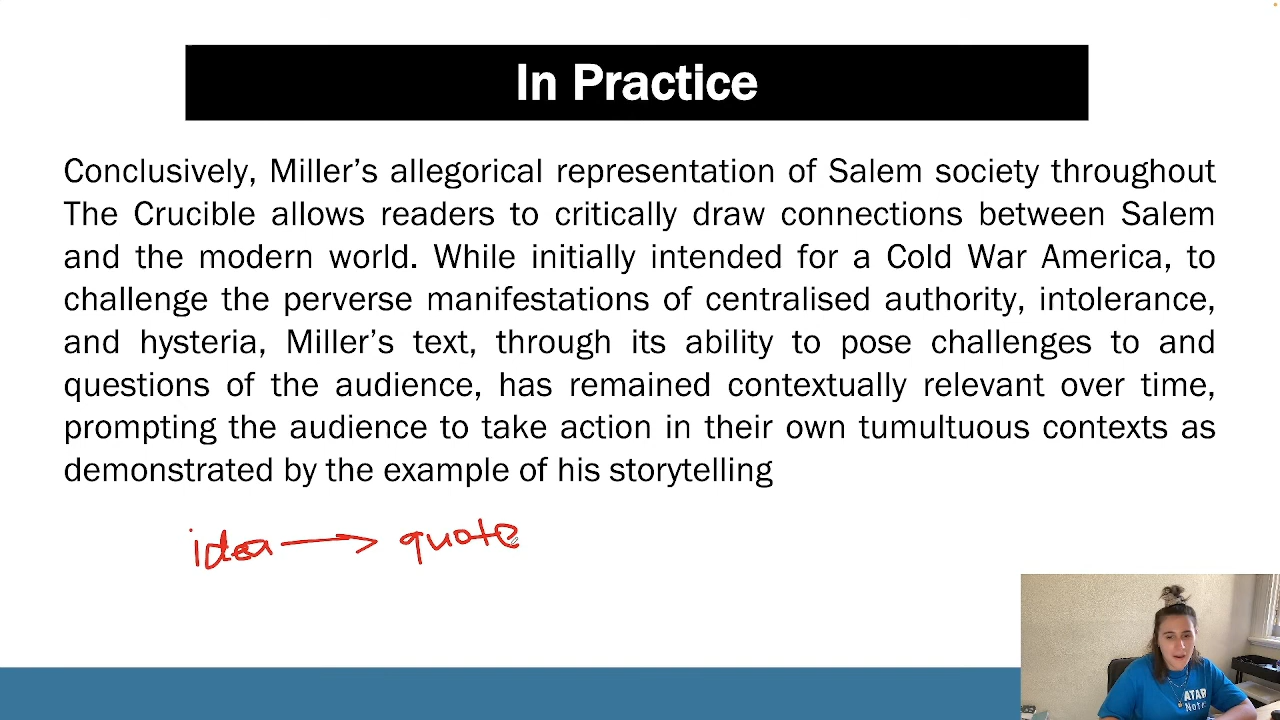 In Practice
Conclusively, Miller's allegorical representation of Salem society throughout
The Crucible allows readers to critically draw connections between Salem
and the modern world. While initially intended for a Cold War America, to
challenge the perverse manifestations of centralised authority, intolerance,
and hysteria, Miller's text, through its ability to pose challenges to and
questions of the audience, has remained contextually relevant over time,
prompting the audience to take action in their own tumultuous contexts as
demonstrated by the example of his storytelling
idea → quote
ATAR
Notes